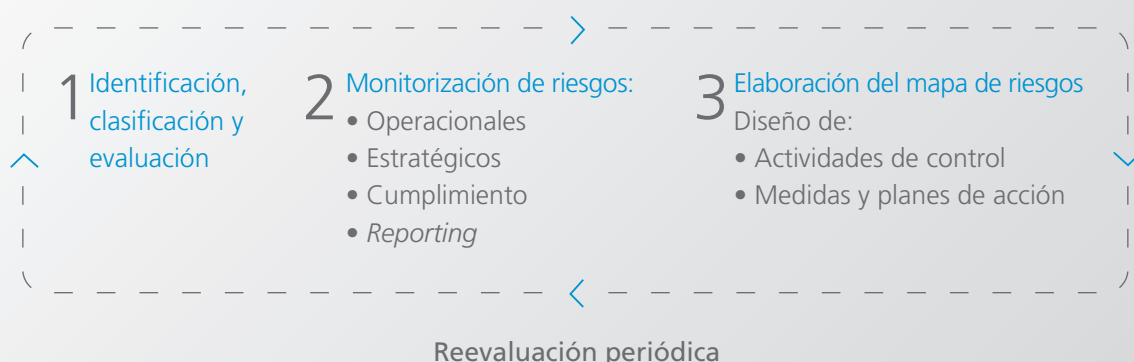 1 Identificación,
clasificación y
evaluación
2 Monitorización de riesgos:
• Operacionales
• Estratégicos
• Cumplimiento
• Reporting
3 Elaboración del mapa de riesgos
Diseño de:
• Actividades de control
• Medidas y planes de acción
Reevaluación periódica